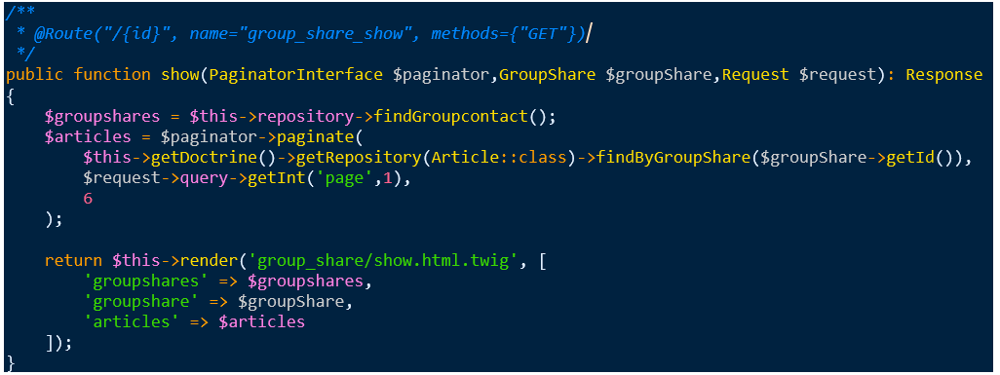 /**
 * @Route("/{id}", name="group_share_show", methods={"GET"})
 */
public function show(PaginatorInterface $paginator,GroupShare $groupShare,Request $request): Response
{
    $groupshares = $this->repository->findGroupcontact();
    $articles = $paginator->paginate(
        $this->getDoctrine()->getRepository(Article::class)->findByGroupShare($groupShare->getId()),
        $request->query->getInt('page',1),
        6
    );

    return $this->render('group_share/show.html.twig', [
        'groupshares' => $groupshares,
        'groupshare' => $groupShare,
        'articles' => $articles
    ]);
}